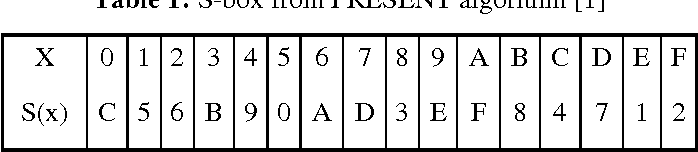 Table 1. S-box from PRESENT algorithm [1]
X 0 1 2 3 4 5 6 7 8 9 A B C D E F
S(x) C 5 6 B 9 0 A D 3 E F 8 4 7 1 2